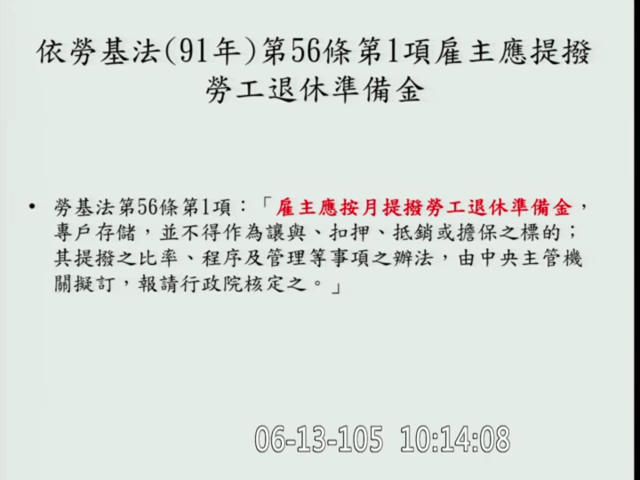 依勞基法(91年)第56條第1項雇主應提撥
勞工退休準備金
• 勞基法第56條第1項：「雇主應按月提撥勞工退休準備金，
專戶存儲，並不得作為讓與、扣押、抵銷或擔保之標的；
其提撥之比率、程序及管理等事項之辦法，由中央主管機
關擬訂，報請行政院核定之。」
06-13-105 10:14:08